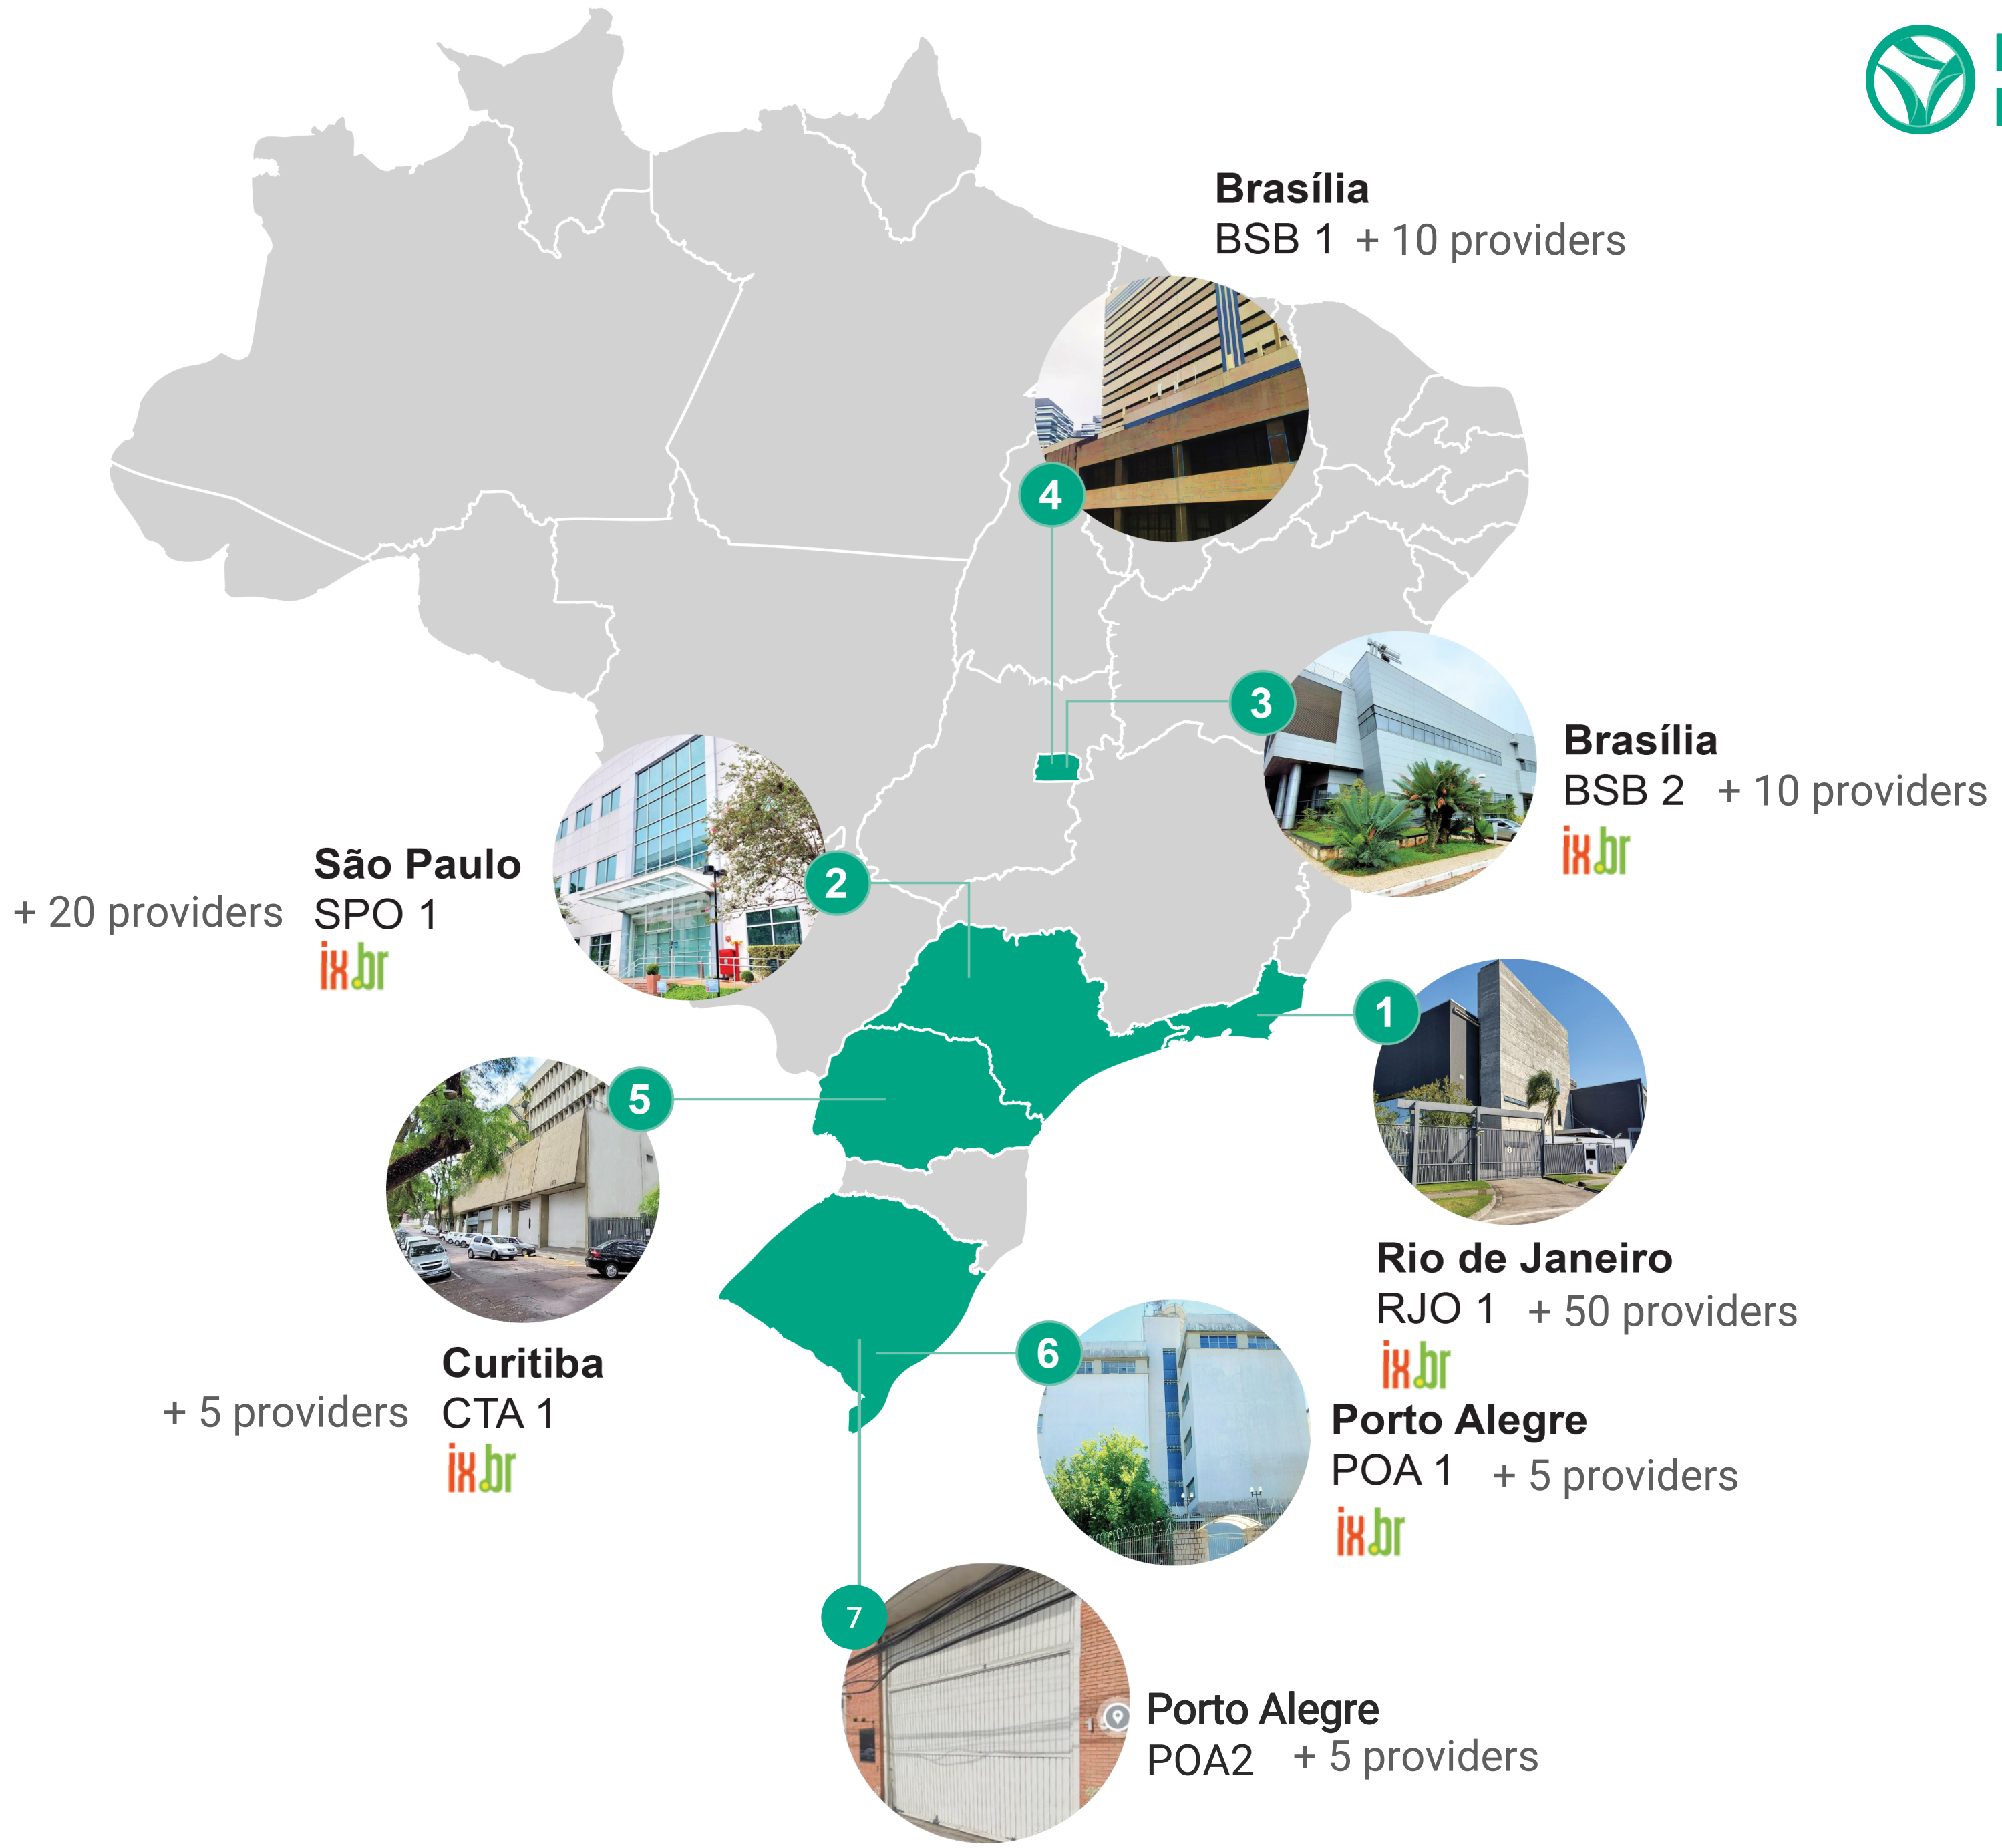 Brasília
BSB 1 + 10 providers
4
3
Brasília
BSB 2 + 10 providers
ix.br
São Paulo
+ 20 providers SPO 1
ix.br
2
1
Rio de Janeiro
RJO 1 + 50 providers
ix.br
5
Curitiba
+ 5 providers CTA 1
ix.br
6
Porto Alegre
POA 1 + 5 providers
ix.br
7
Porto Alegre
POA2 + 5 providers